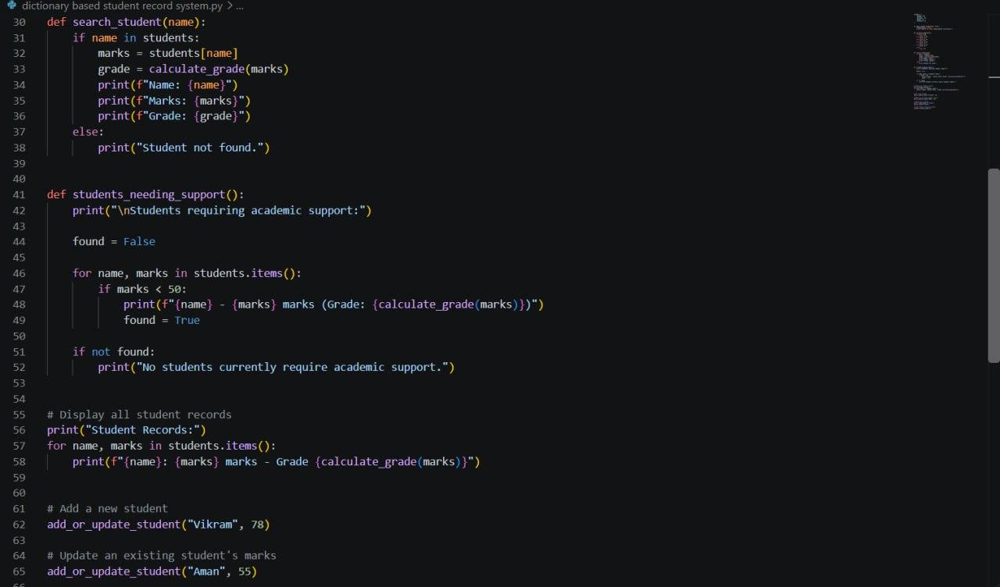 dictionary based student record system.py > ...
30 def search_student(name):
31     if name in students:
32         marks = students[name]
33         grade = calculate_grade(marks)
34         print(f"Name: {name}")
35         print(f"Marks: {marks}")
36         print(f"Grade: {grade}")
37     else:
38         print("Student not found.")
39
40
41 def students_needing_support():
42     print("\nStudents requiring academic support:")
43
44     found = False
45
46     for name, marks in students.items():
47         if marks < 50:
48             print(f"{name} - {marks} marks (Grade: {calculate_grade(marks)})")
49             found = True
50
51     if not found:
52         print("No students currently require academic support.")
53
54
55 # Display all student records
56 print("Student Records:")
57 for name, marks in students.items():
58     print(f"{name}: {marks} marks - Grade {calculate_grade(marks)}")
59
60
61 # Add a new student
62 add_or_update_student("Vikram", 78)
63
64 # Update an existing student's marks
65 add_or_update_student("Aman", 55)